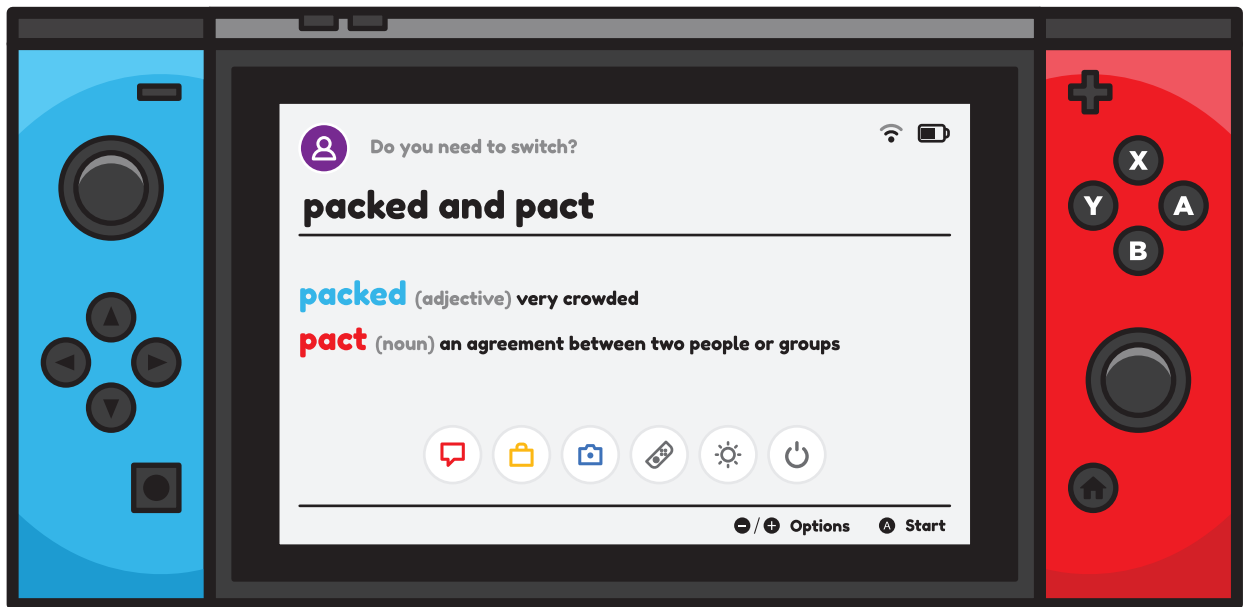 Do you need to switch?
packed and pact
X
Y
A
B
packed (adjective) very crowded
pact (noun) an agreement between two people or groups
−/+ Options A Start